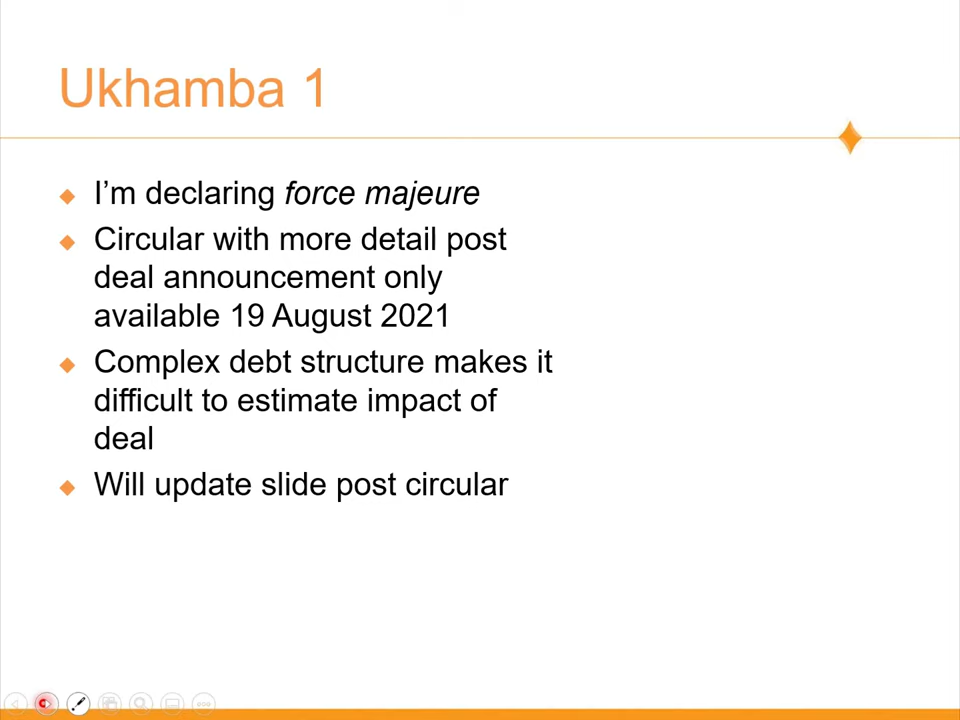 Ukhamba 1
I’m declaring force majeure
Circular with more detail post
deal announcement only
available 19 August 2021
Complex debt structure makes it
difficult to estimate impact of
deal
Will update slide post circular